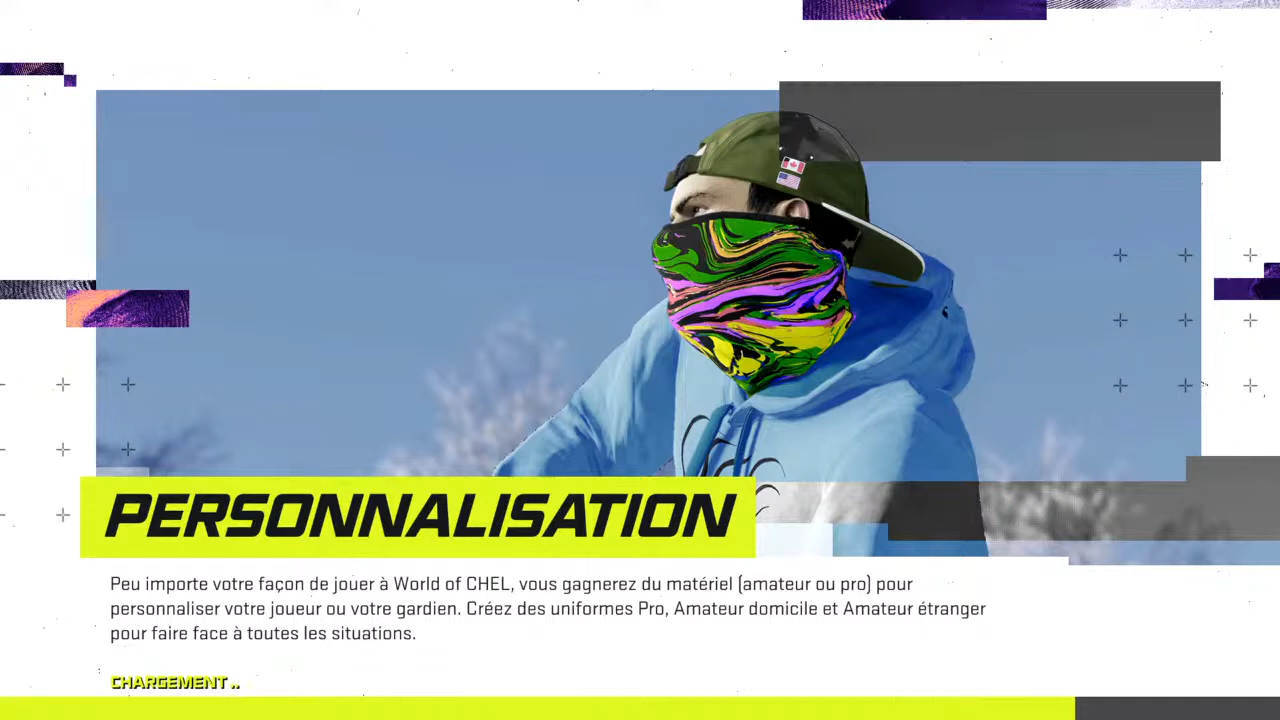 PERSONNALISATION
Peu importe votre façon de jouer à World of CHEL, vous gagnerez du matériel (amateur ou pro) pour
personnaliser votre joueur ou votre gardien. Créez des uniformes Pro, Amateur domicile et Amateur étranger
pour faire face à toutes les situations.
CHARGEMENT ..